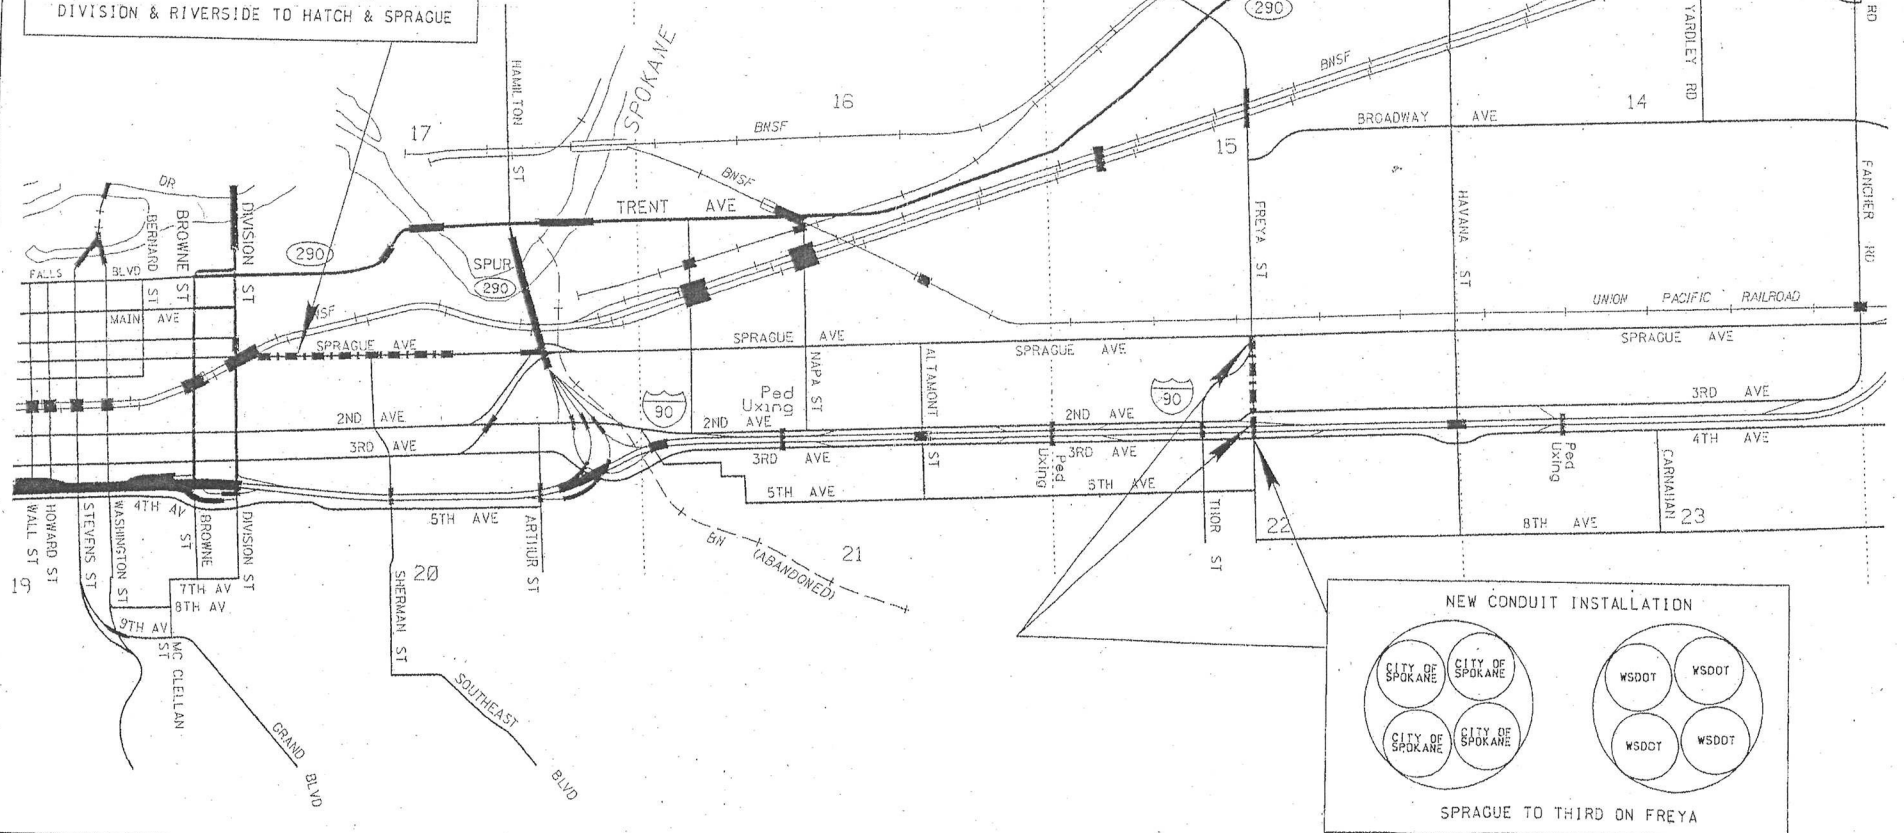 DIVISION & RIVERSIDE TO HATCH & SPRAGUE
290
YARDLEY RD
RD
HAMILTON ST
SPOKANE
BNSF
16
14
17
BNSF
BROADWAY AVE
15
BNSF
DR
BERNARD ST
BROWNE ST
DIVISION ST
TRENT AVE
FREYA ST
HAVANA ST
FANCHER RD
290
FALLS BLVD
SPUR
290
UNION PACIFIC RAILROAD
MAIN AVE
NSF
SPRAGUE AVE
SPRAGUE AVE
SPRAGUE AVE
SPRAGUE AVE
NAPA ST
ALTAMONT ST
90
Ped
Uxing
90
3RD AVE
2ND AVE
2ND AVE
2ND AVE
3RD AVE
3RD AVE
3RD AVE
4TH AVE
Ped
Uxing
Ped
Uxing
CARNAHAN
5TH AVE
5TH AVE
4TH AV
5TH AVE
WALL ST
HOWARD ST
STEVENS ST
WASHINGTON ST
BROWNE ST
DIVISION ST
ARTHUR ST
THOR ST
22
8TH AVE
23
BN (ABANDONED)
21
19
20
7TH AV
8TH AV
9TH AV
SHERMAN ST
MC CLELLAN ST
GRAND BLVD
SOUTHEAST BLVD
NEW CONDUIT INSTALLATION
CITY OF
SPOKANE
CITY OF
SPOKANE
WSDOT
WSDOT
CITY OF
SPOKANE
CITY OF
SPOKANE
WSDOT
WSDOT
SPRAGUE TO THIRD ON FREYA